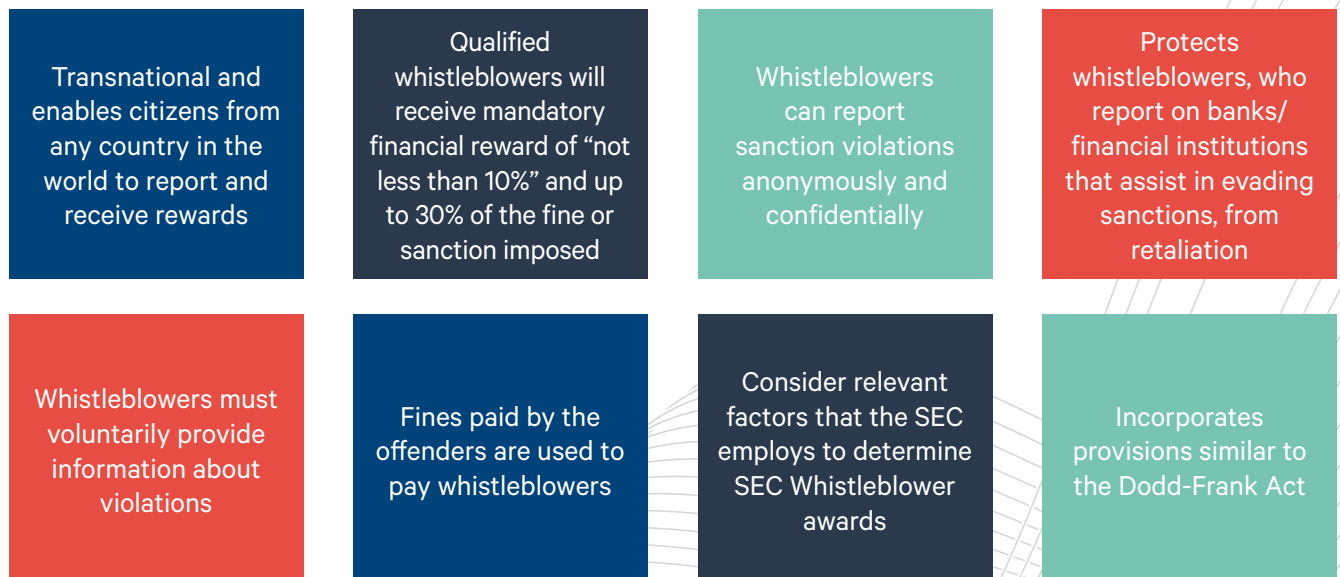 Transnational and
enables citizens from
any country in the
world to report and
receive rewards
Qualified
whistleblowers will
receive mandatory
financial reward of “not
less than 10%” and up
to 30% of the fine or
sanction imposed
Whistleblowers
can report
sanction violations
anonymously and
confidentially
Protects
whistleblowers, who
report on banks/
financial institutions
that assist in evading
sanctions, from
retaliation
Whistleblowers must
voluntarily provide
information about
violations
Fines paid by the
offenders are used to
pay whistleblowers
Consider relevant
factors that the SEC
employs to determine
SEC Whistleblower
awards
Incorporates
provisions similar to
the Dodd-Frank Act